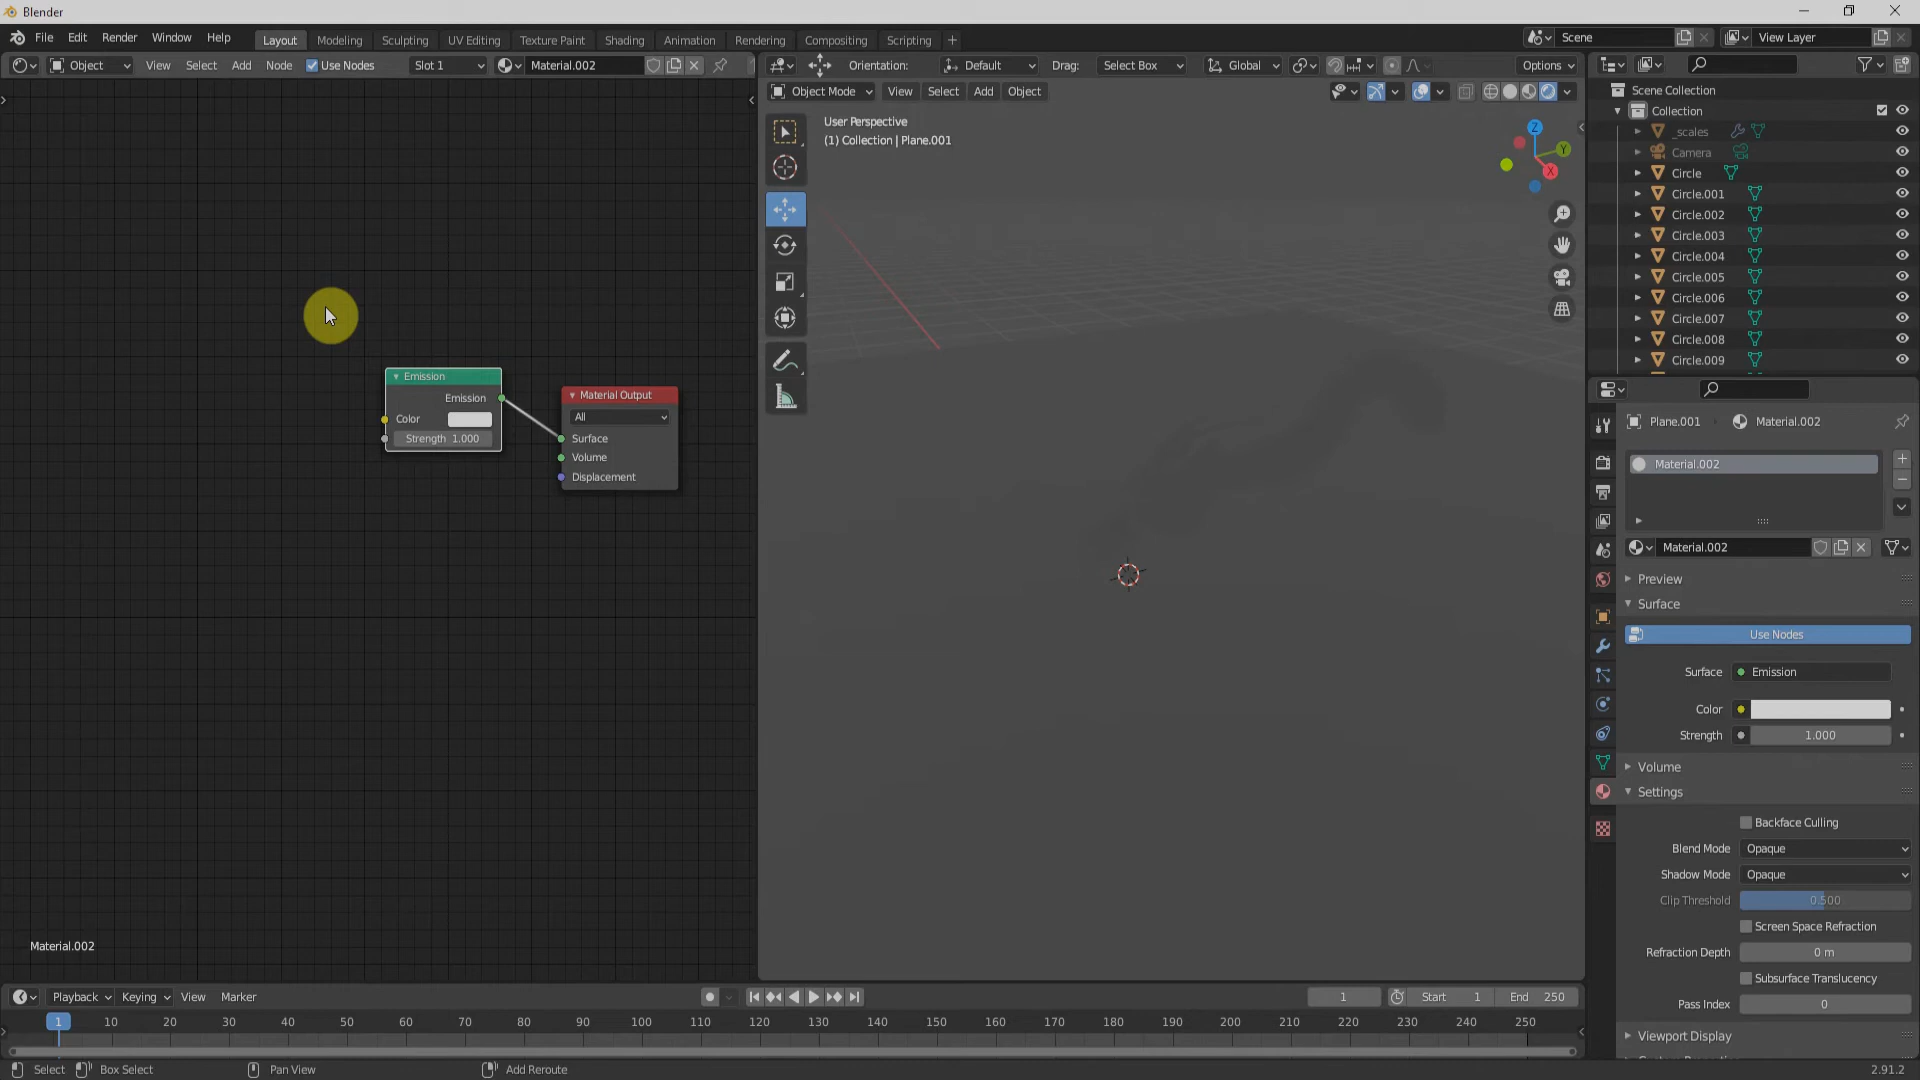 Blender
File Edit Render Window Help
Layout Modeling Sculpting UV Editing Texture Paint Shading Animation Rendering Compositing Scripting +
Scene
View Layer
Object View Select Add Node Use Nodes Slot 1 Material.002
Orientation: Default Drag: Select Box Global Options
Object Mode View Select Add Object
User Perspective
(1) Collection | Plane.001
Z
Y
X
Scene Collection
Collection
_scales
Camera
Circle
Circle.001
Circle.002
Circle.003
Circle.004
Circle.005
Circle.006
Circle.007
Circle.008
Circle.009
Emission
Emission
Color
Strength 1.000
Material Output
All
Surface
Volume
Displacement
Material.002
Plane.001 Material.002
Material.002
Material.002
Preview
Surface
Use Nodes
Surface Emission
Color
Strength 1.000
Volume
Settings
Backface Culling
Blend Mode Opaque
Shadow Mode Opaque
Clip Threshold 0.500
Screen Space Refraction
Refraction Depth 0 m
Subsurface Translucency
Pass Index 0
Viewport Display
Playback Keying View Marker
1 Start 1 End 250
1 10 20 30 40 50 60 70 80 90 100 110 120 130 140 150 160 170 180 190 200 210 220 230 240 250
Select Box Select Pan View Add Reroute
2.91.2